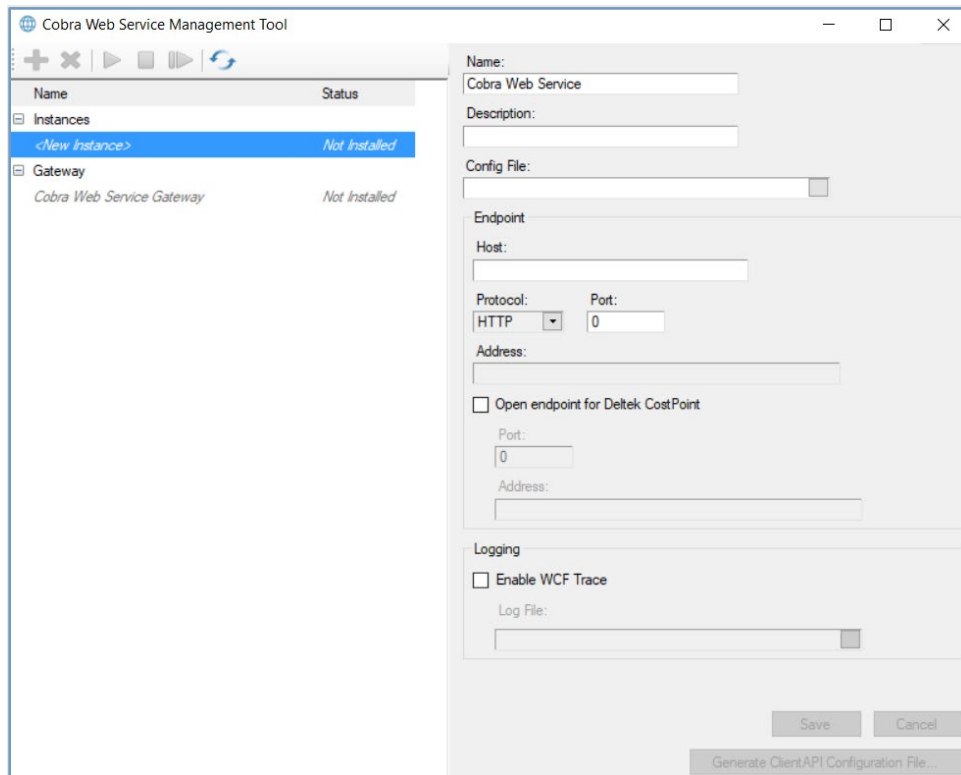 Cobra Web Service Management Tool
Name Status
Instances
<New Instance> Not Installed
Gateway
Cobra Web Service Gateway Not Installed
Name:
Cobra Web Service
Description:
Config File:
Endpoint
Host:
Protocol: Port:
HTTP 0
Address:
Open endpoint for Deltek CostPoint
Port:
0
Address:
Logging
Enable WCF Trace
Log File:
Save Cancel
Generate ClientAPI Configuration File...